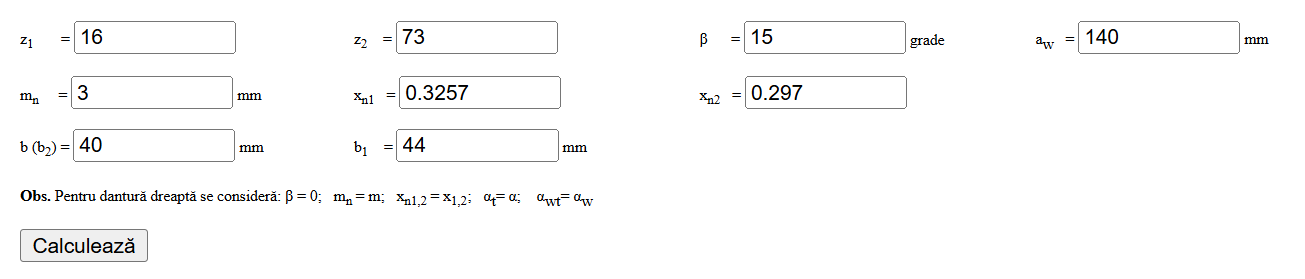 z1 = 16 z2 = 73 β = 15 grade aw = 140 mm
mn = 3 mm xn1 = 0.3257 xn2 = 0.297
b (b2) = 40 mm b1 = 44 mm
Obs. Pentru dantură dreaptă se consideră: β = 0; mn = m; xn1,2 = x1,2; αt= α; αwt= αw
Calculează